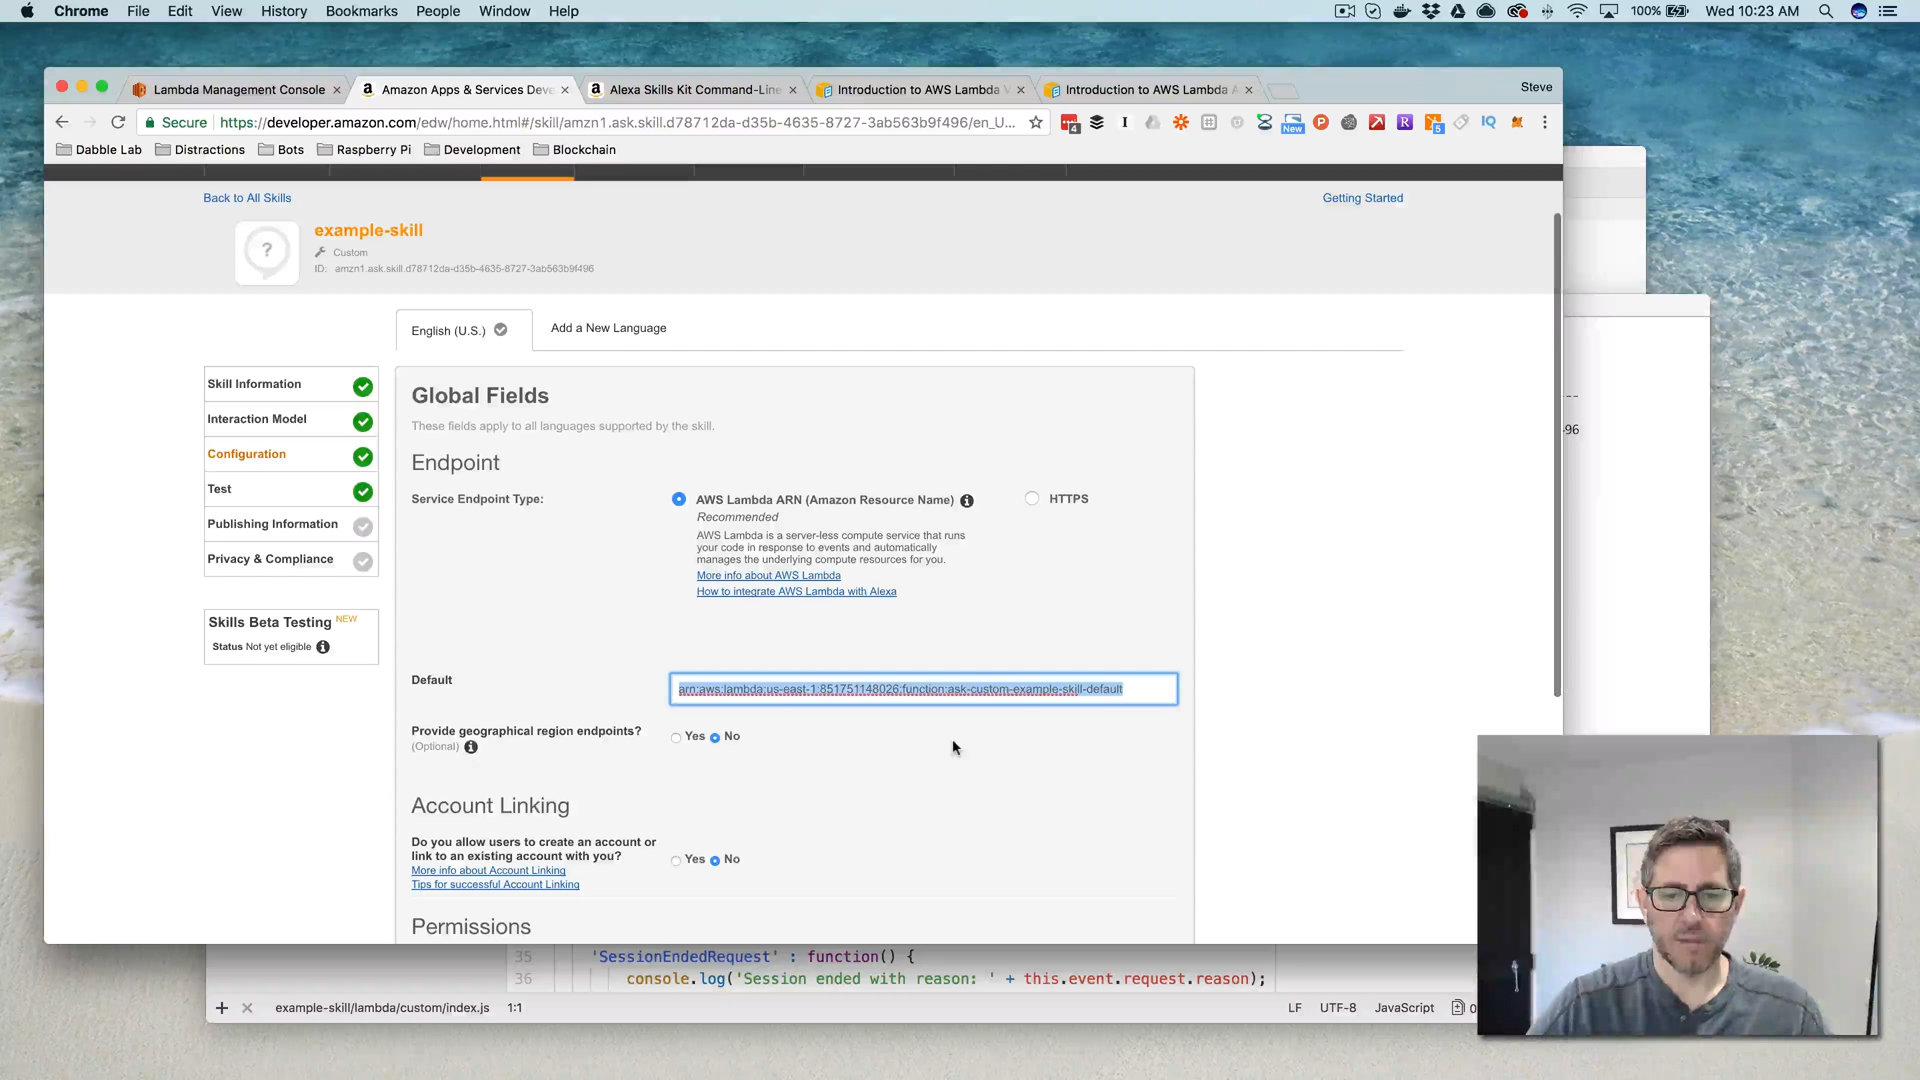 Chrome File Edit View History Bookmarks People Window Help 100% Wed 10:23 AM
Lambda Management Console × Amazon Apps & Services Deve × Alexa Skills Kit Command-Line × Introduction to AWS Lambda V × Introduction to AWS Lambda A × Steve
Secure https://developer.amazon.com/edw/home.html#/skill/amzn1.ask.skill.d78712da-d35b-4635-8727-3ab563b9f496/en_U...
4 New 5 IQ
Dabble Lab Distractions Bots Raspberry Pi Development Blockchain
Back to All Skills Getting Started
example-skill
Custom
ID: amzn1.ask.skill.d78712da-d35b-4635-8727-3ab563b9f496
English (U.S.) Add a New Language
Skill Information
Interaction Model
Configuration
Test
Publishing Information
Privacy & Compliance
Skills Beta Testing NEW
Status Not yet eligible
Global Fields
These fields apply to all languages supported by the skill.
Endpoint
Service Endpoint Type: AWS Lambda ARN (Amazon Resource Name) HTTPS
Recommended
AWS Lambda is a server-less compute service that runs
your code in response to events and automatically
manages the underlying compute resources for you.
More info about AWS Lambda
How to integrate AWS Lambda with Alexa
Default arn:aws:lambda:us-east-1:851751148026:function:ask-custom-example-skill-default
Provide geographical region endpoints? Yes No
(Optional)
Account Linking
Do you allow users to create an account or
link to an existing account with you? Yes No
More info about Account Linking
Tips for successful Account Linking
Permissions
---
96
35 'SessionEndedRequest' : function() {
36 console.log('Session ended with reason: ' + this.event.request.reason);
+ × example-skill/lambda/custom/index.js 1:1 LF UTF-8 JavaScript 0